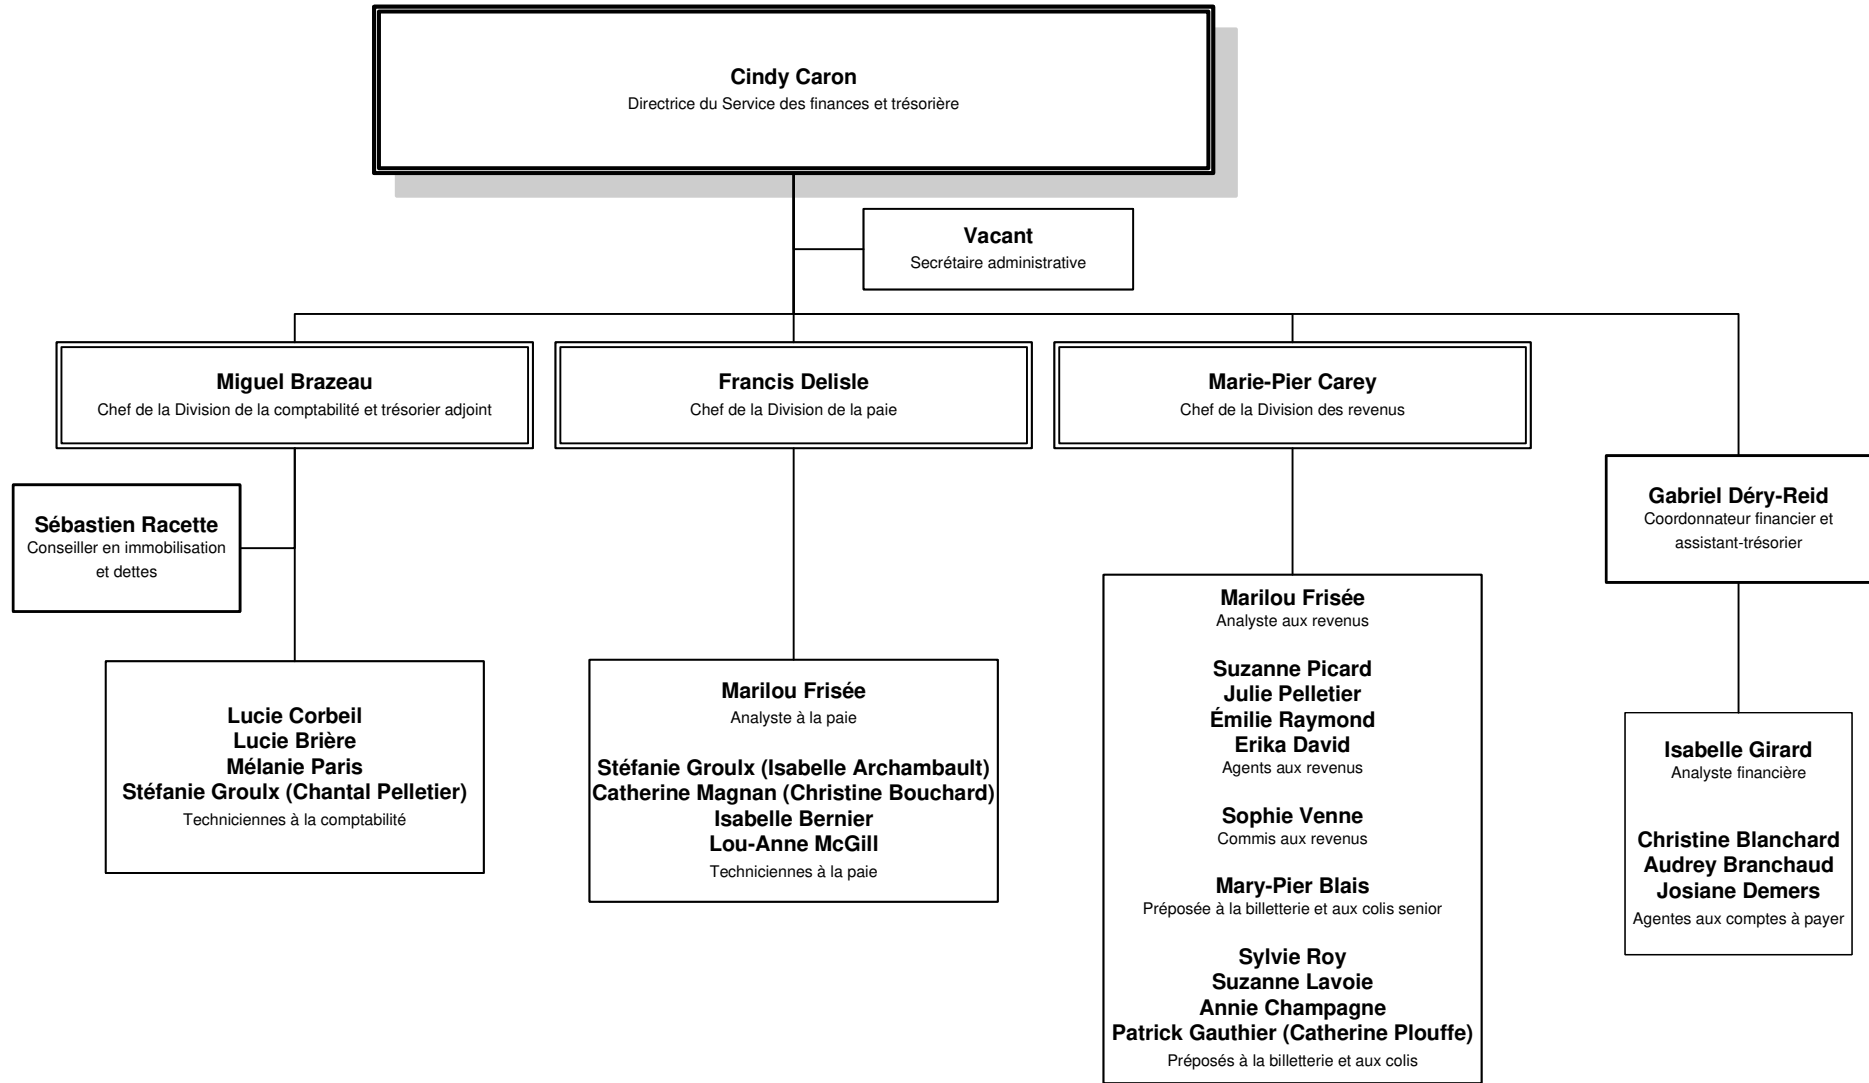 Cindy Caron
Directrice du Service des finances et trésorière
Vacant
Secrétaire administrative
Miguel Brazeau
Chef de la Division de la comptabilité et trésorier adjoint
Francis Delisle
Chef de la Division de la paie
Marie-Pier Carey
Chef de la Division des revenus
Sébastien Racette
Conseiller en immobilisation
et dettes
Gabriel Déry-Reid
Coordonnateur financier et
assistant-trésorier
Lucie Corbeil
Lucie Brière
Mélanie Paris
Stéfanie Groulx (Chantal Pelletier)
Techniciennes à la comptabilité
Marilou Frisée
Analyste à la paie
Stéfanie Groulx (Isabelle Archambault)
Catherine Magnan (Christine Bouchard)
Isabelle Bernier
Lou-Anne McGill
Techniciennes à la paie
Marilou Frisée
Analyste aux revenus
Suzanne Picard
Julie Pelletier
Émilie Raymond
Erika David
Agents aux revenus
Sophie Venne
Commis aux revenus
Mary-Pier Blais
Préposée à la billetterie et aux colis senior
Sylvie Roy
Suzanne Lavoie
Annie Champagne
Patrick Gauthier (Catherine Plouffe)
Préposés à la billetterie et aux colis
Isabelle Girard
Analyste financière
Christine Blanchard
Audrey Branchaud
Josiane Demers
Agentes aux comptes à payer